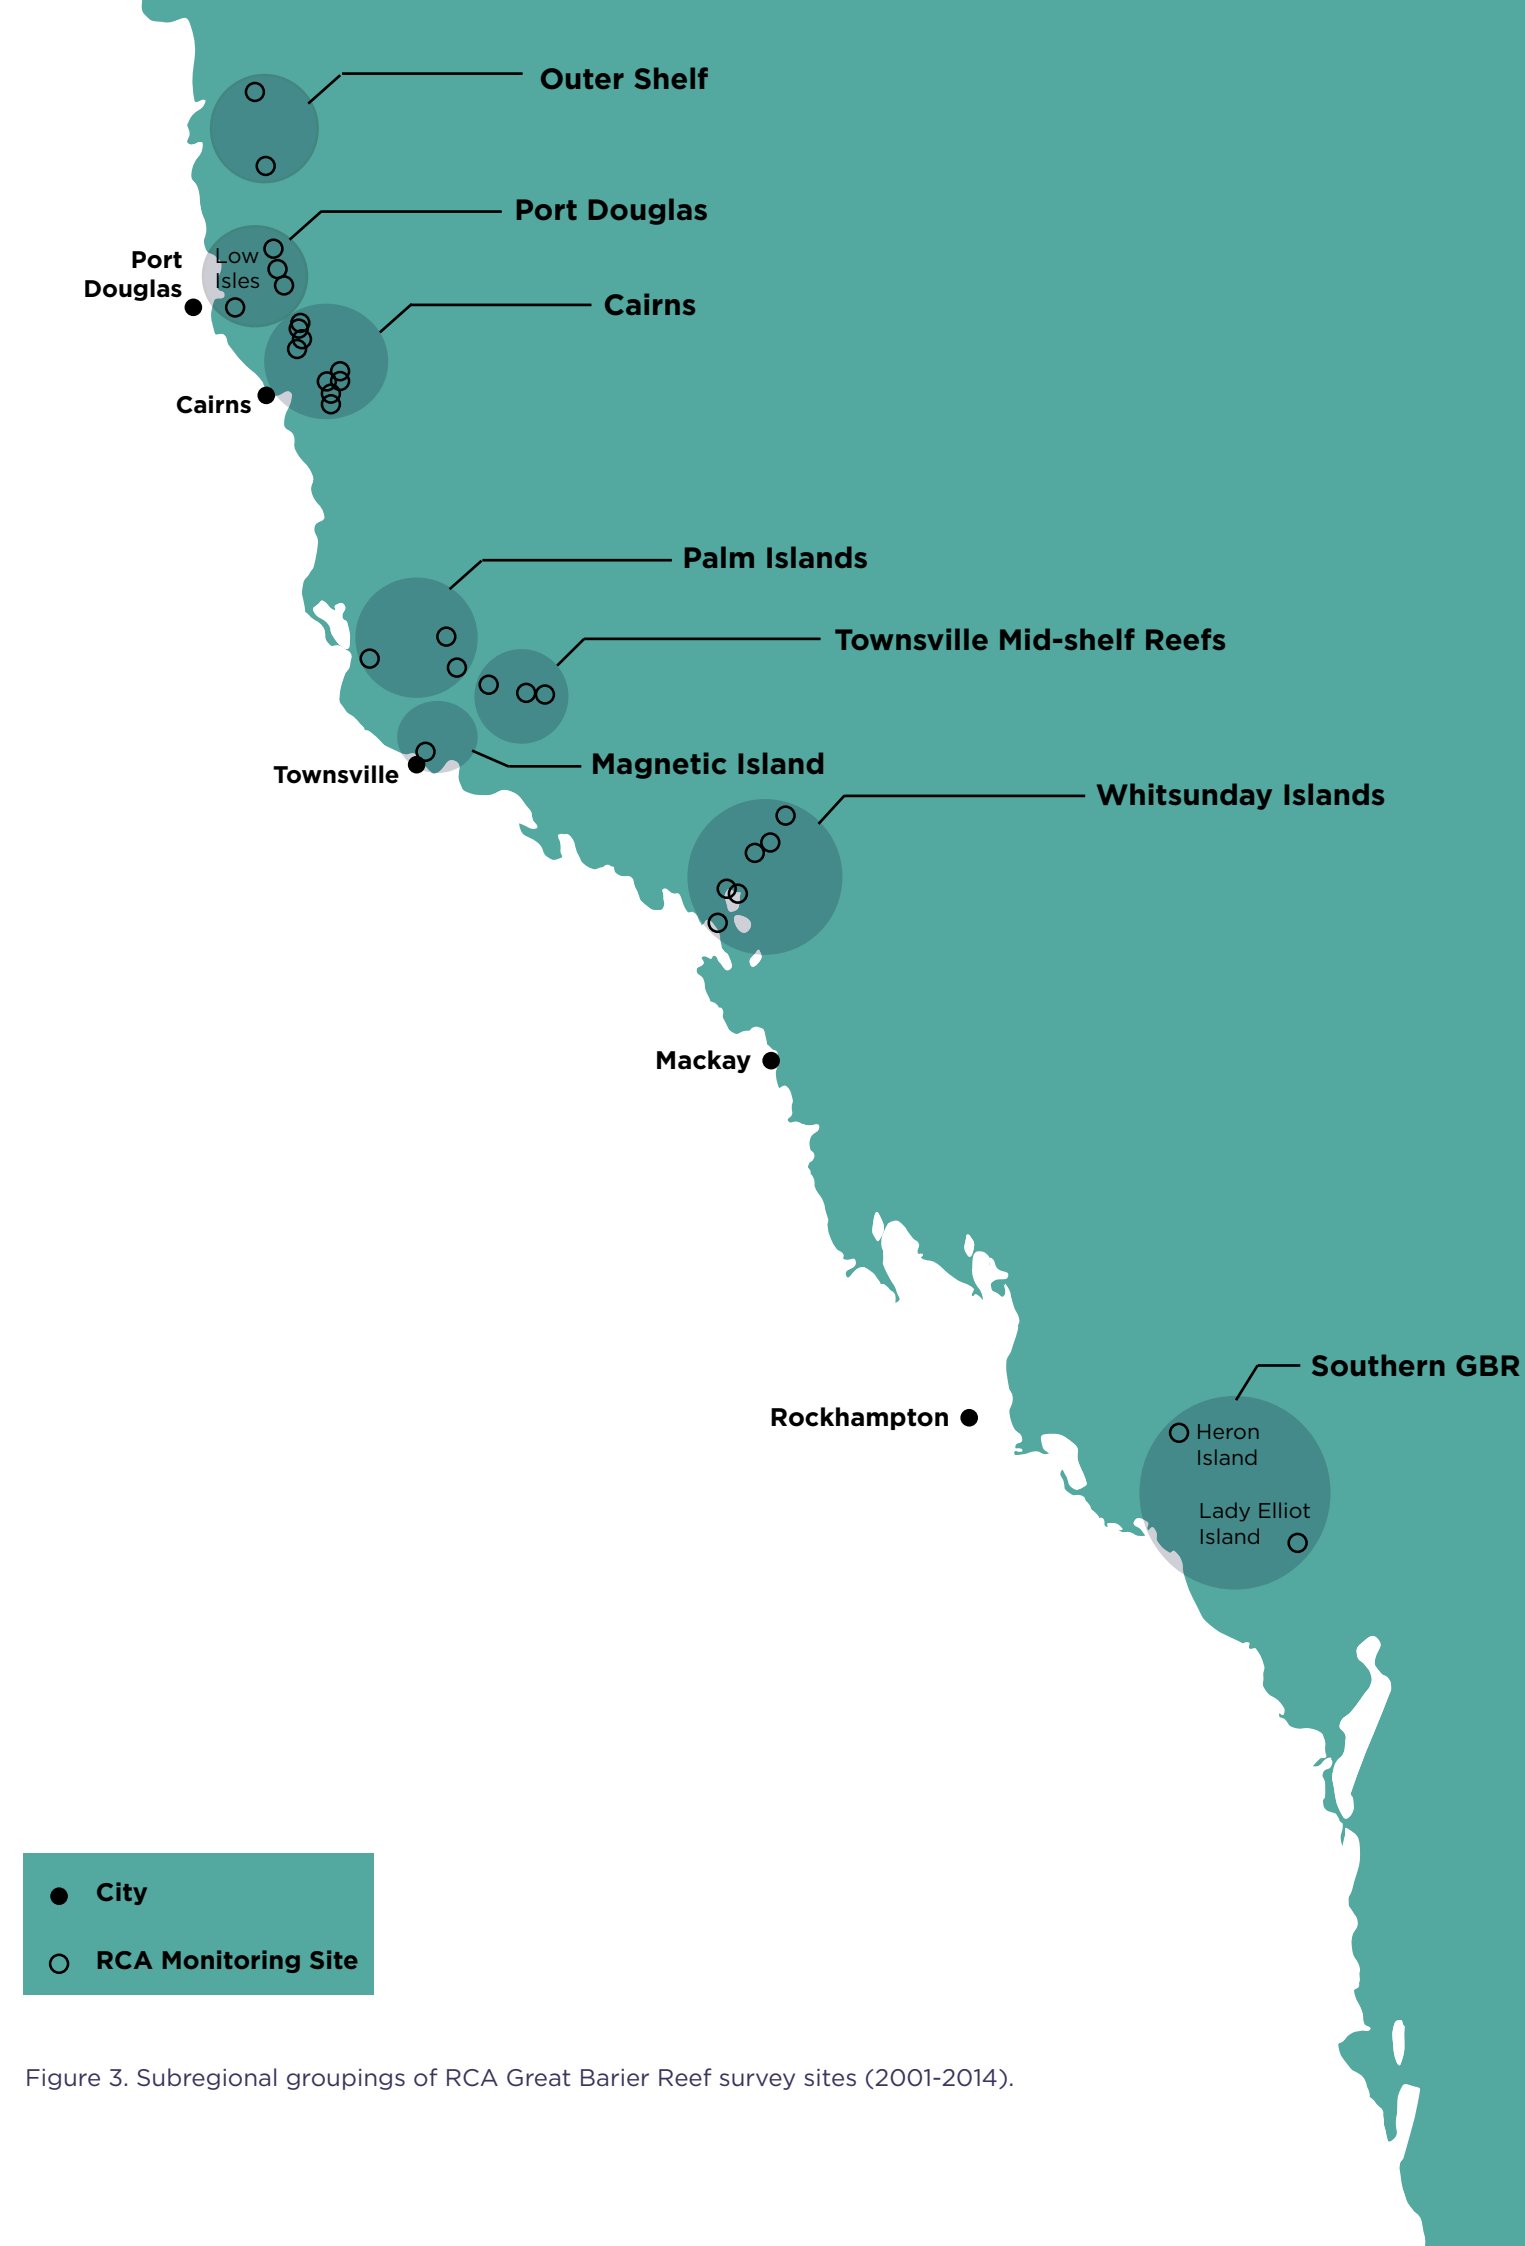 Outer Shelf
Port Douglas
Port
Douglas
Low
Isles
Cairns
Cairns
Palm Islands
Townsville Mid-shelf Reefs
Magnetic Island
Townsville
Whitsunday Islands
Mackay
Southern GBR
Rockhampton
Heron
Island
Lady Elliot
Island
City
RCA Monitoring Site
Figure 3. Subregional groupings of RCA Great Barier Reef survey sites (2001-2014).